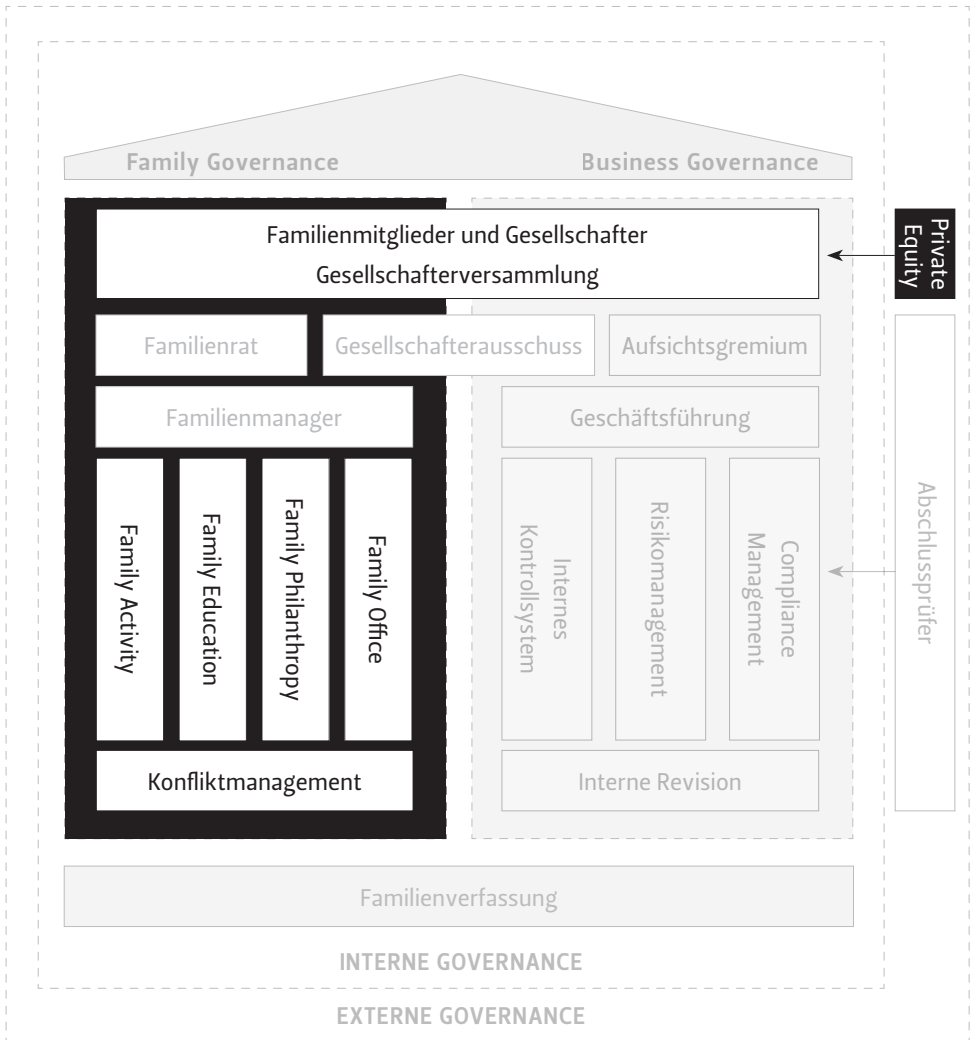 Family Governance
Business Governance
Familienmitglieder und Gesellschafter
Gesellschafterversammlung
Private
Equity
Familienrat
Gesellschafterausschuss
Aufsichtsgremium
Familienmanager
Geschäftsführung
Family Activity
Family Education
Family Philanthropy
Family Office
Internes
Kontrollsystem
Risikomanagement
Compliance
Management
Abschlussprüfer
Konfliktmanagement
Interne Revision
Familienverfassung
INTERNE GOVERNANCE
EXTERNE GOVERNANCE